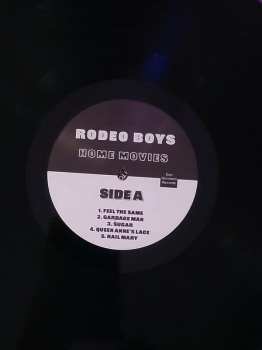 RODEO BOYS
HOME MOVIES
SIDE A
1. FEEL THE SAME
2. GARBAGE MAN
3. SUGAR
4. QUEEN ANNE'S LACE
5. HAIL MARY